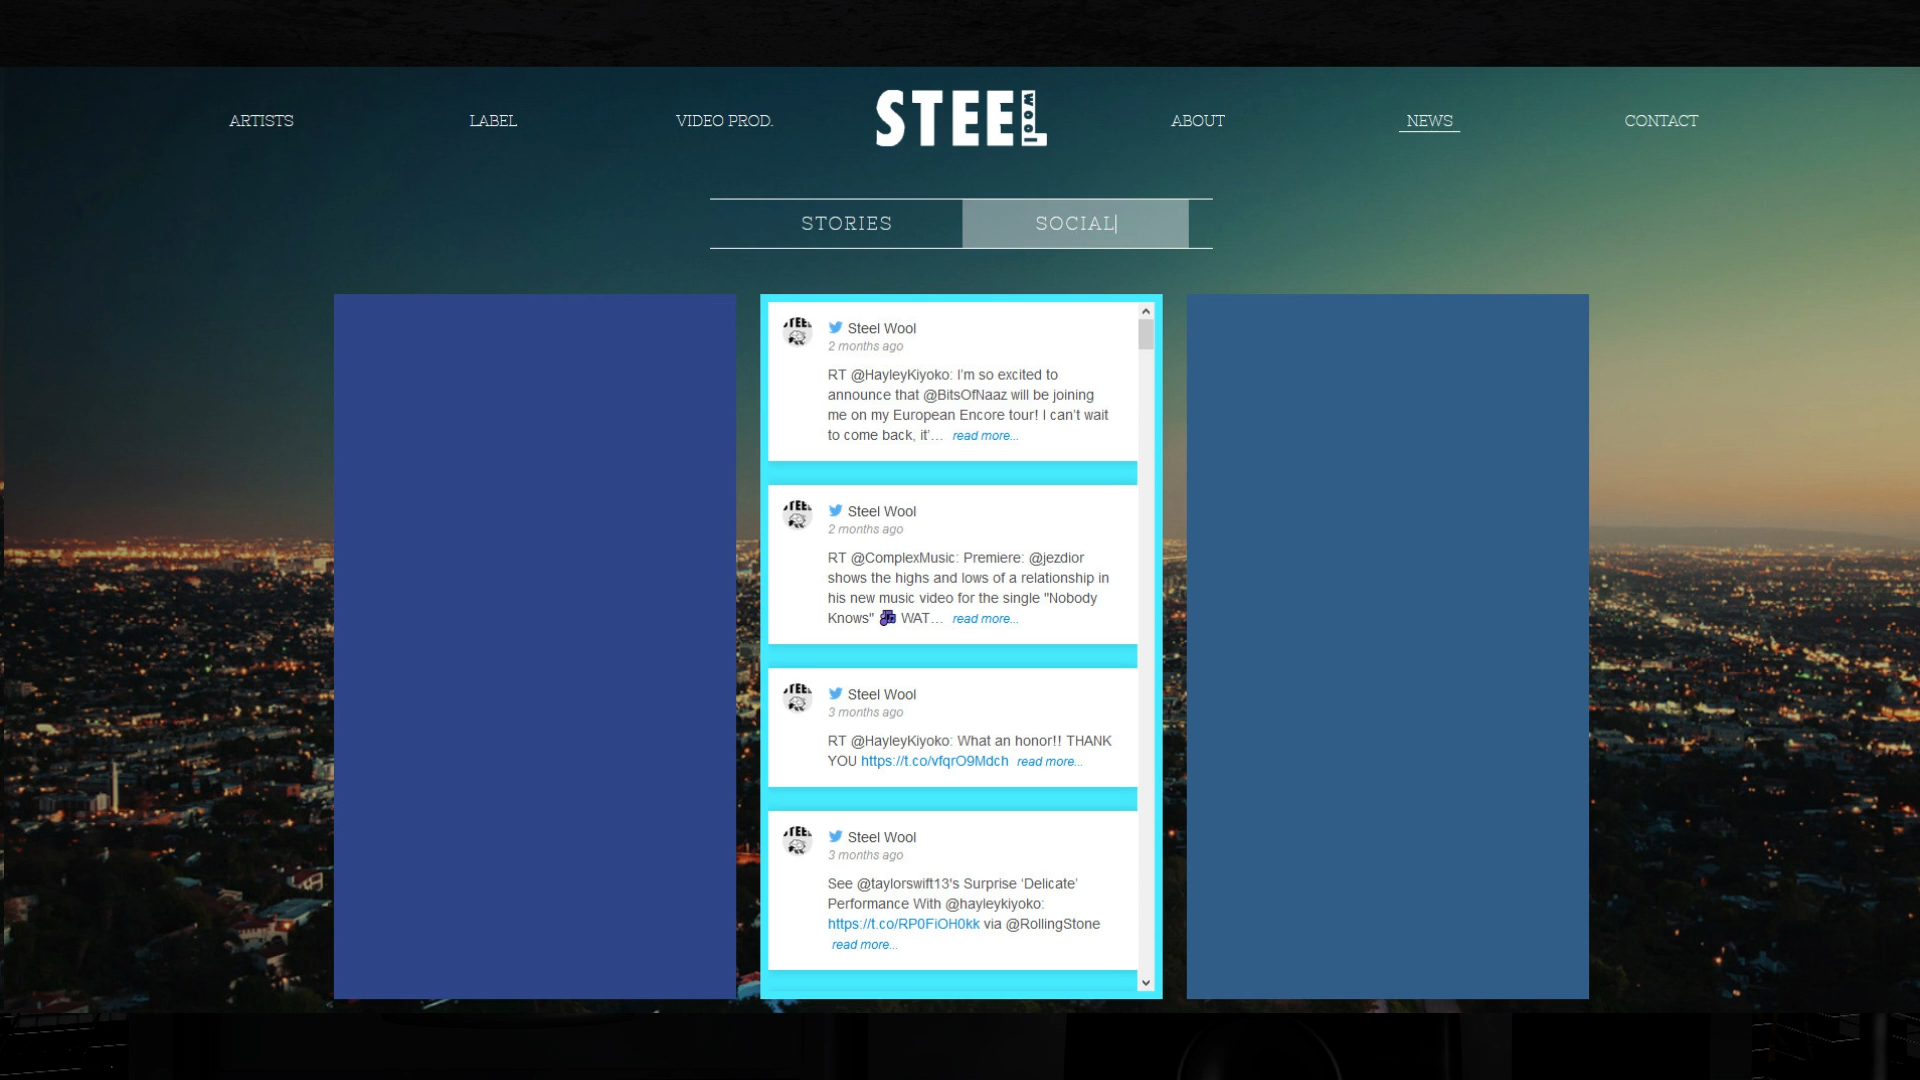 ARTISTS LABEL VIDEO PROD. STEEL wool ABOUT NEWS CONTACT
STORIES SOCIAL
Steel Wool
2 months ago
RT @HayleyKiyoko: I'm so excited to
announce that @BitsOfNaaz will be joining
me on my European Encore tour! I can't wait
to come back, it'… read more...
Steel Wool
2 months ago
RT @ComplexMusic: Premiere: @jezdior
shows the highs and lows of a relationship in
his new music video for the single "Nobody
Knows" 🎶 WAT… read more...
Steel Wool
3 months ago
RT @HayleyKiyoko: What an honor!! THANK
YOU https://t.co/vfqrO9Mdch read more...
Steel Wool
3 months ago
See @taylorswift13's Surprise 'Delicate'
Performance With @hayleykiyoko:
https://t.co/RP0FiOH0kk via @RollingStone
read more...